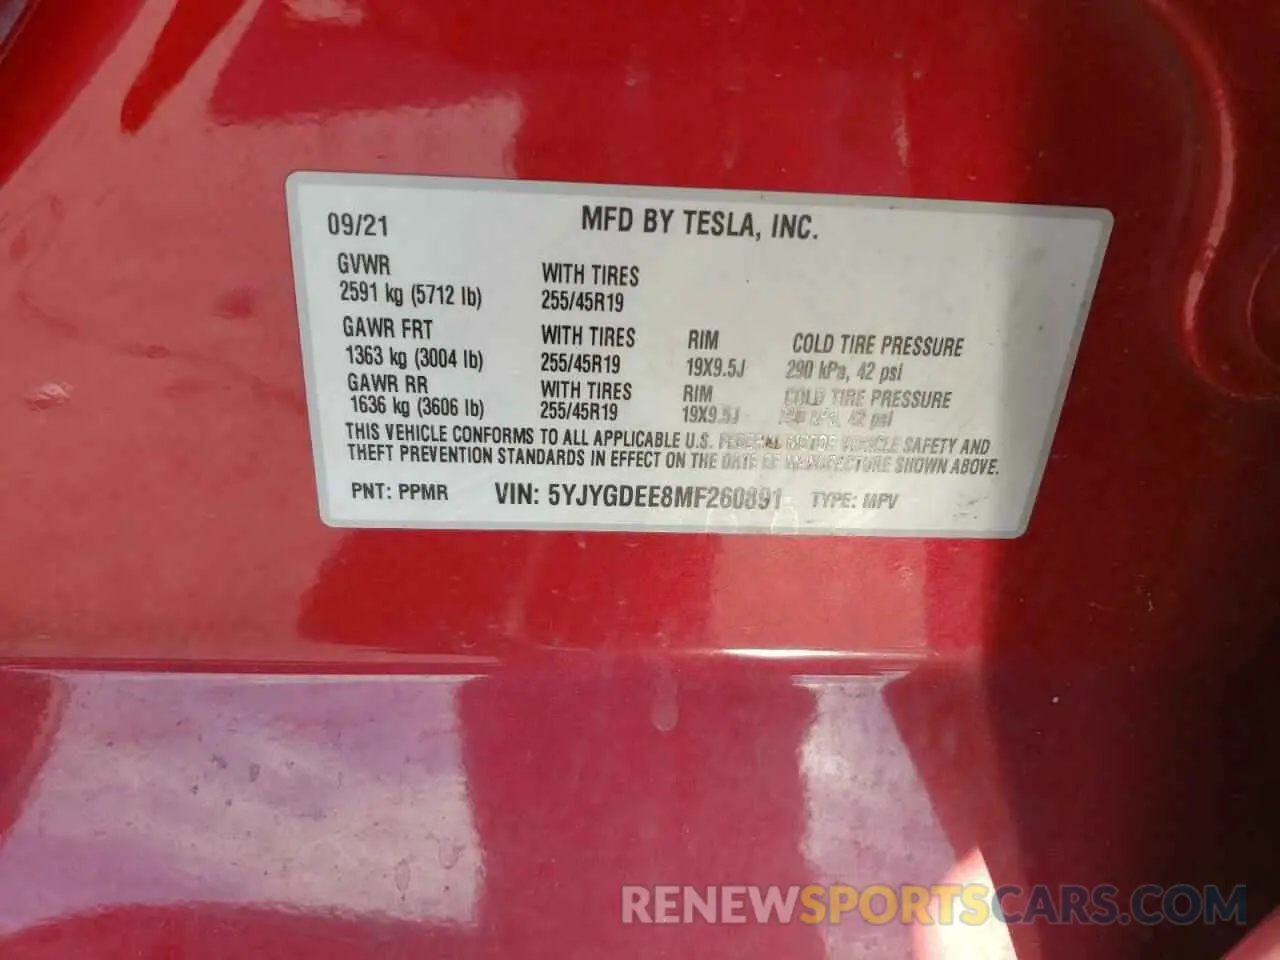 09/21 MFD BY TESLA, INC.
GVWR WITH TIRES
2591 kg (5712 lb) 255/45R19
GAWR FRT WITH TIRES RIM COLD TIRE PRESSURE
1363 kg (3004 lb) 255/45R19 19X9.5J 290 kPa, 42 psi
GAWR RR WITH TIRES RIM COLD TIRE PRESSURE
1636 kg (3606 lb) 255/45R19 19X9.5J 290 kPa, 42 psi
THIS VEHICLE CONFORMS TO ALL APPLICABLE U.S. FEDERAL MOTOR VEHICLE SAFETY AND
THEFT PREVENTION STANDARDS IN EFFECT ON THE DATE OF MANUFACTURE SHOWN ABOVE.
PNT: PPMR VIN: 5YJYGDEE8MF260891 TYPE: MPV
RENEWSPORTSCARS.COM